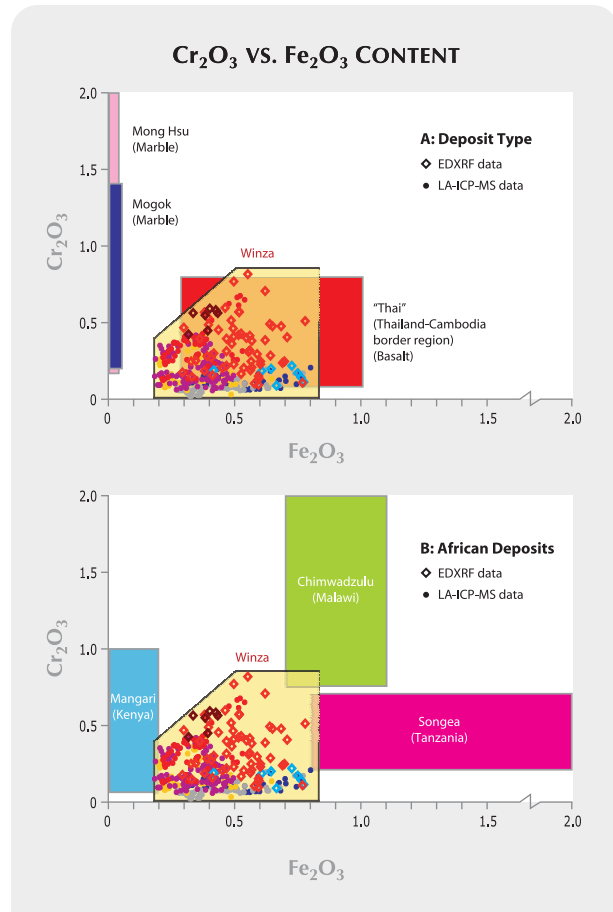 Cr₂O₃ VS. Fe₂O₃ CONTENT
2.0
1.5
1.0
0.5
0
Cr₂O₃
Mong Hsu
(Marble)
Mogok
(Marble)
A: Deposit Type
EDXRF data
LA-ICP-MS data
Winza
“Thai”
(Thailand-Cambodia
border region)
(Basalt)
0
0.5
1.0
1.5
2.0
Fe₂O₃
2.0
1.5
1.0
0.5
0
Cr₂O₃
B: African Deposits
EDXRF data
LA-ICP-MS data
Chimwadzulu
(Malawi)
Winza
Mangari
(Kenya)
Songea
(Tanzania)
0
0.5
1.0
1.5
2.0
Fe₂O₃